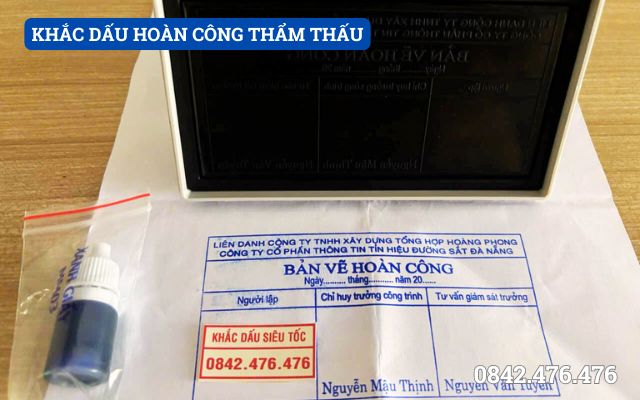 KHẮC DẤU HOÀN CÔNG THẨM THẤU
LIÊN DANH CÔNG TY TNHH XÂY DỰNG TỔNG HỢP HOÀNG PHONG
CÔNG TY CỔ PHẦN THÔNG TIN TÍN HIỆU ĐƯỜNG SẮT ĐÀ NẴNG
BẢN VẼ HOÀN CÔNG
Ngày.......... tháng........... năm 20......
Người lập
Chỉ huy trưởng công trình
Tư vấn giám sát trưởng
KHẮC DẤU SIÊU TỐC
0842.476.476
Nguyễn Mậu Thịnh
Nguyễn Văn Tuyên
0842.476.476